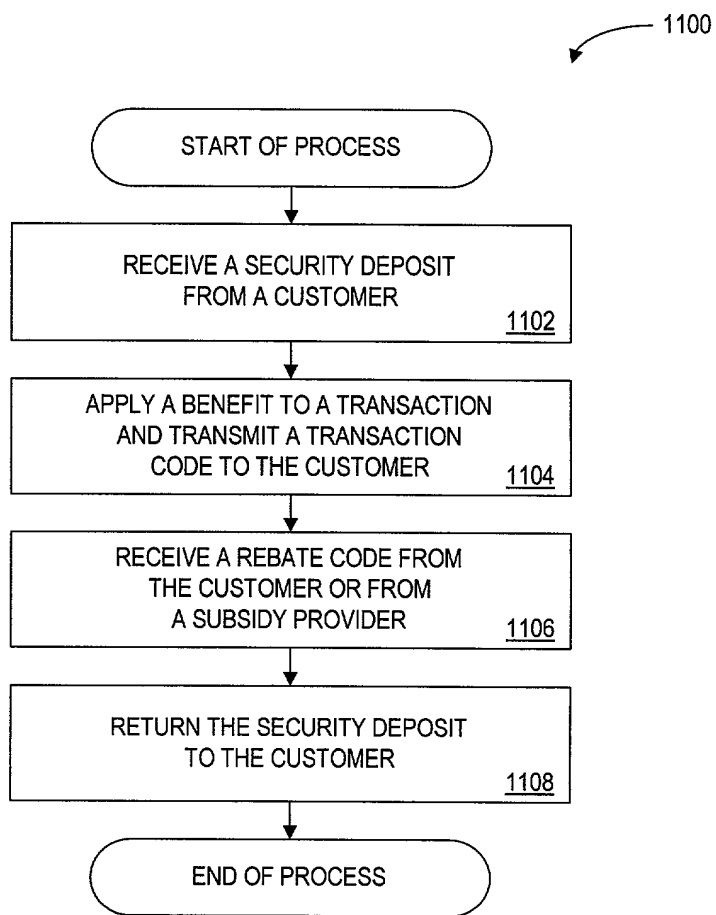 1100
START OF PROCESS
RECEIVE A SECURITY DEPOSIT
FROM A CUSTOMER
1102
APPLY A BENEFIT TO A TRANSACTION
AND TRANSMIT A TRANSACTION
CODE TO THE CUSTOMER
1104
RECEIVE A REBATE CODE FROM
THE CUSTOMER OR FROM
A SUBSIDY PROVIDER
1106
RETURN THE SECURITY DEPOSIT
TO THE CUSTOMER
1108
END OF PROCESS